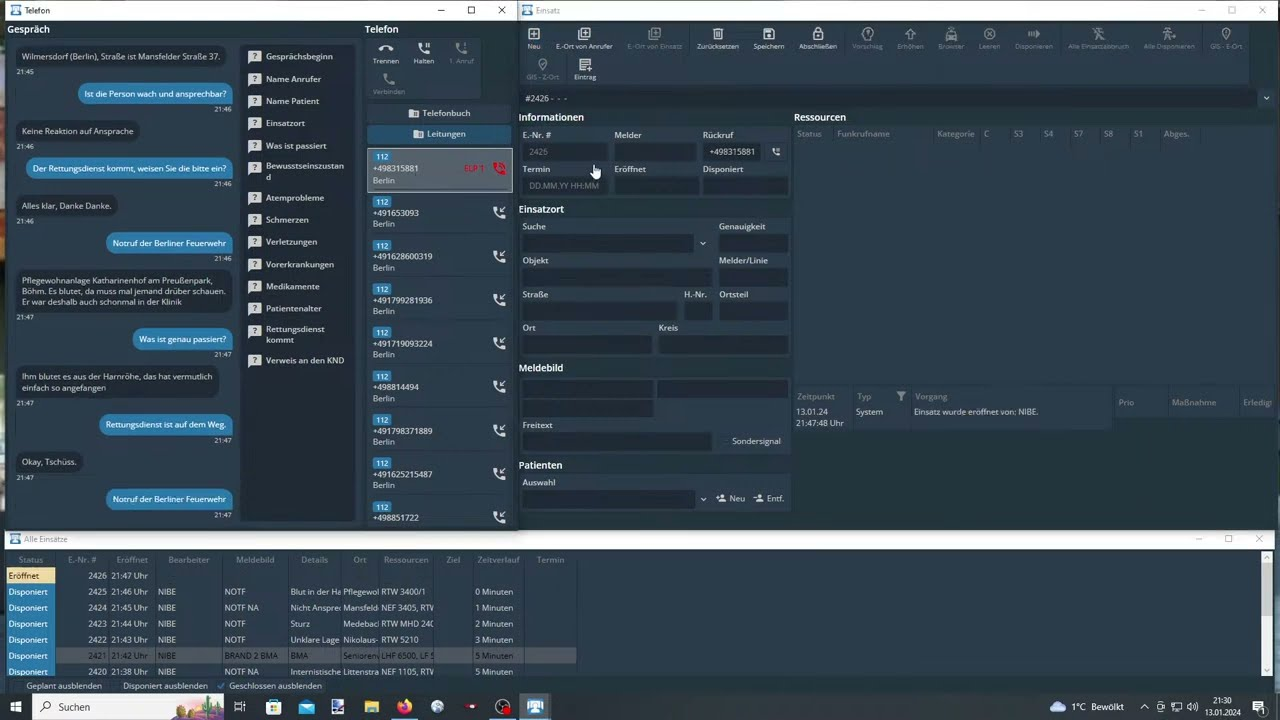 Telefon
Gespräch
Wilmersdorf (Berlin), Straße ist Mansfelder Straße 37.
21:45
Ist die Person wach und ansprechbar?
21:46
Keine Reaktion auf Ansprache
21:46
Der Rettungsdienst kommt, weisen Sie die bitte ein?
21:46
Alles klar, Danke Danke.
21:46
Notruf der Berliner Feuerwehr
21:46
Pflegewohnanlage Katharinenhof am Preußenpark,
Böhm. Es blutet, da muss mal jemand drüber schauen.
Er war deshalb auch schonmal in der Klinik
21:47
Was ist genau passiert?
21:47
Ihm blutet es aus der Harnröhe, das hat vermutlich
einfach so angefangen
21:47
Rettungsdienst ist auf dem Weg.
21:47
Okay, Tschüss.
21:47
Notruf der Berliner Feuerwehr
21:47
Gesprächsbeginn
Name Anrufer
Name Patient
Einsatzort
Was ist passiert
Bewusstseinszustan
d
Atemprobleme
Schmerzen
Verletzungen
Vorerkrankungen
Medikamente
Patientenalter
Rettungsdienst
kommt
Verweis an den KND
Telefon
Trennen
Halten
1. Anruf
Verbinden
Telefonbuch
Leitungen
112
+498315881
ELP 1
Berlin
112
+491653093
Berlin
112
+491628600319
Berlin
112
+491799281936
Berlin
112
+491719093224
Berlin
112
+498814494
Berlin
112
+491798371889
Berlin
112
+491625215487
Berlin
112
+498851722
Einsatz
Neu
E.-Ort von Anrufer
E.-Ort von Einsatz
Zurücksetzen
Speichern
Abschließen
Vorschlag
Erhöhen
Browser
Leeren
Disponieren
Alle Einsatzabbruch
Alle Disponieren
GIS - E-Ort
GIS - Z-Ort
Eintrag
#2426 - - -
Informationen
E.-Nr. #
Melder
Rückruf
2425
+498315881
Termin
Eröffnet
Disponiert
DD.MM.YY HH:MM
Einsatzort
Suche
Genauigkeit
Objekt
Melder/Linie
Straße
H.-Nr.
Ortsteil
Ort
Kreis
Meldebild
Freitext
Sondersignal
Patienten
Auswahl
Neu
Entf.
Ressourcen
Status
Funkrufname
Kategorie
C
S3
S4
S7
S8
S1
Abges.
Zeitpunkt
Typ
Vorgang
Prio
Maßnahme
Erledigt
13.01.24
21:47:48 Uhr
System
Einsatz wurde eröffnet von: NIBE.
Alle Einsätze
Status E.-Nr. # Eröffnet Bearbeiter Meldebild Details Ort Ressourcen Ziel Zeitverlauf Termin
Eröffnet 2426 21:47 Uhr
Disponiert 2425 21:46 Uhr NIBE NOTF Blut in der Ha Pflegewol RTW 3400/1 0 Minuten
Disponiert 2424 21:45 Uhr NIBE NOTF NA Nicht Ansprec Mansfeld NEF 3405, RTW 1 Minuten
Disponiert 2423 21:44 Uhr NIBE NOTF Sturz Medebac RTW MHD 240 2 Minuten
Disponiert 2422 21:43 Uhr NIBE NOTF Unklare Lage Nikolaus- RTW 5210 3 Minuten
Disponiert 2421 21:42 Uhr NIBE BRAND 2 BMA BMA Seniorenv LHF 6500, LF 5 5 Minuten
Disponiert 2420 21:38 Uhr NIBE NOTF NA Internistische Littenstra NEF 1105, RTV 5 Minuten
Geplant ausblenden
Disponiert ausblenden
Geschlossen ausblenden
Suchen
1°C Bewölkt
21:30
13.01.2024
1